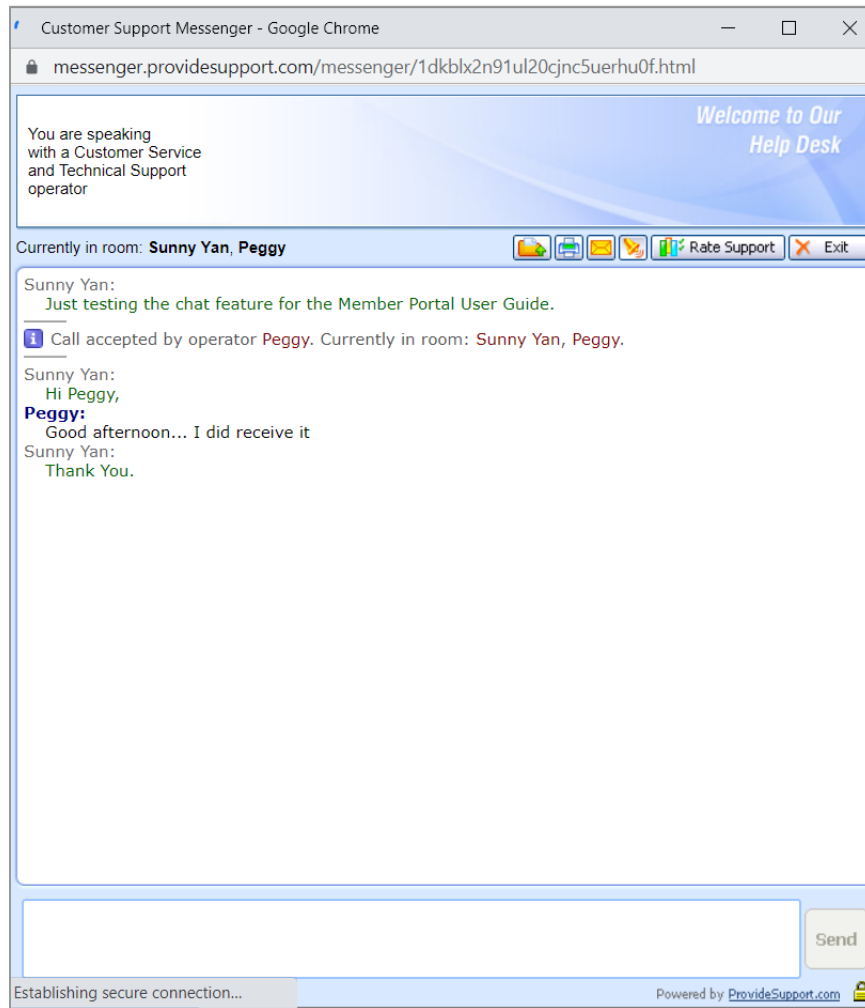 Customer Support Messenger - Google Chrome
messenger.providesupport.com/messenger/1dkblx2n91ul20cjnc5uerhu0f.html
You are speaking
with a Customer Service
and Technical Support
operator
Welcome to Our
Help Desk
Currently in room: Sunny Yan, Peggy
Rate Support
Exit
Sunny Yan:
Just testing the chat feature for the Member Portal User Guide.
Call accepted by operator Peggy. Currently in room: Sunny Yan, Peggy.
Sunny Yan:
Hi Peggy,
Peggy:
Good afternoon... I did receive it
Sunny Yan:
Thank You.
Send
Establishing secure connection...
Powered by ProvideSupport.com